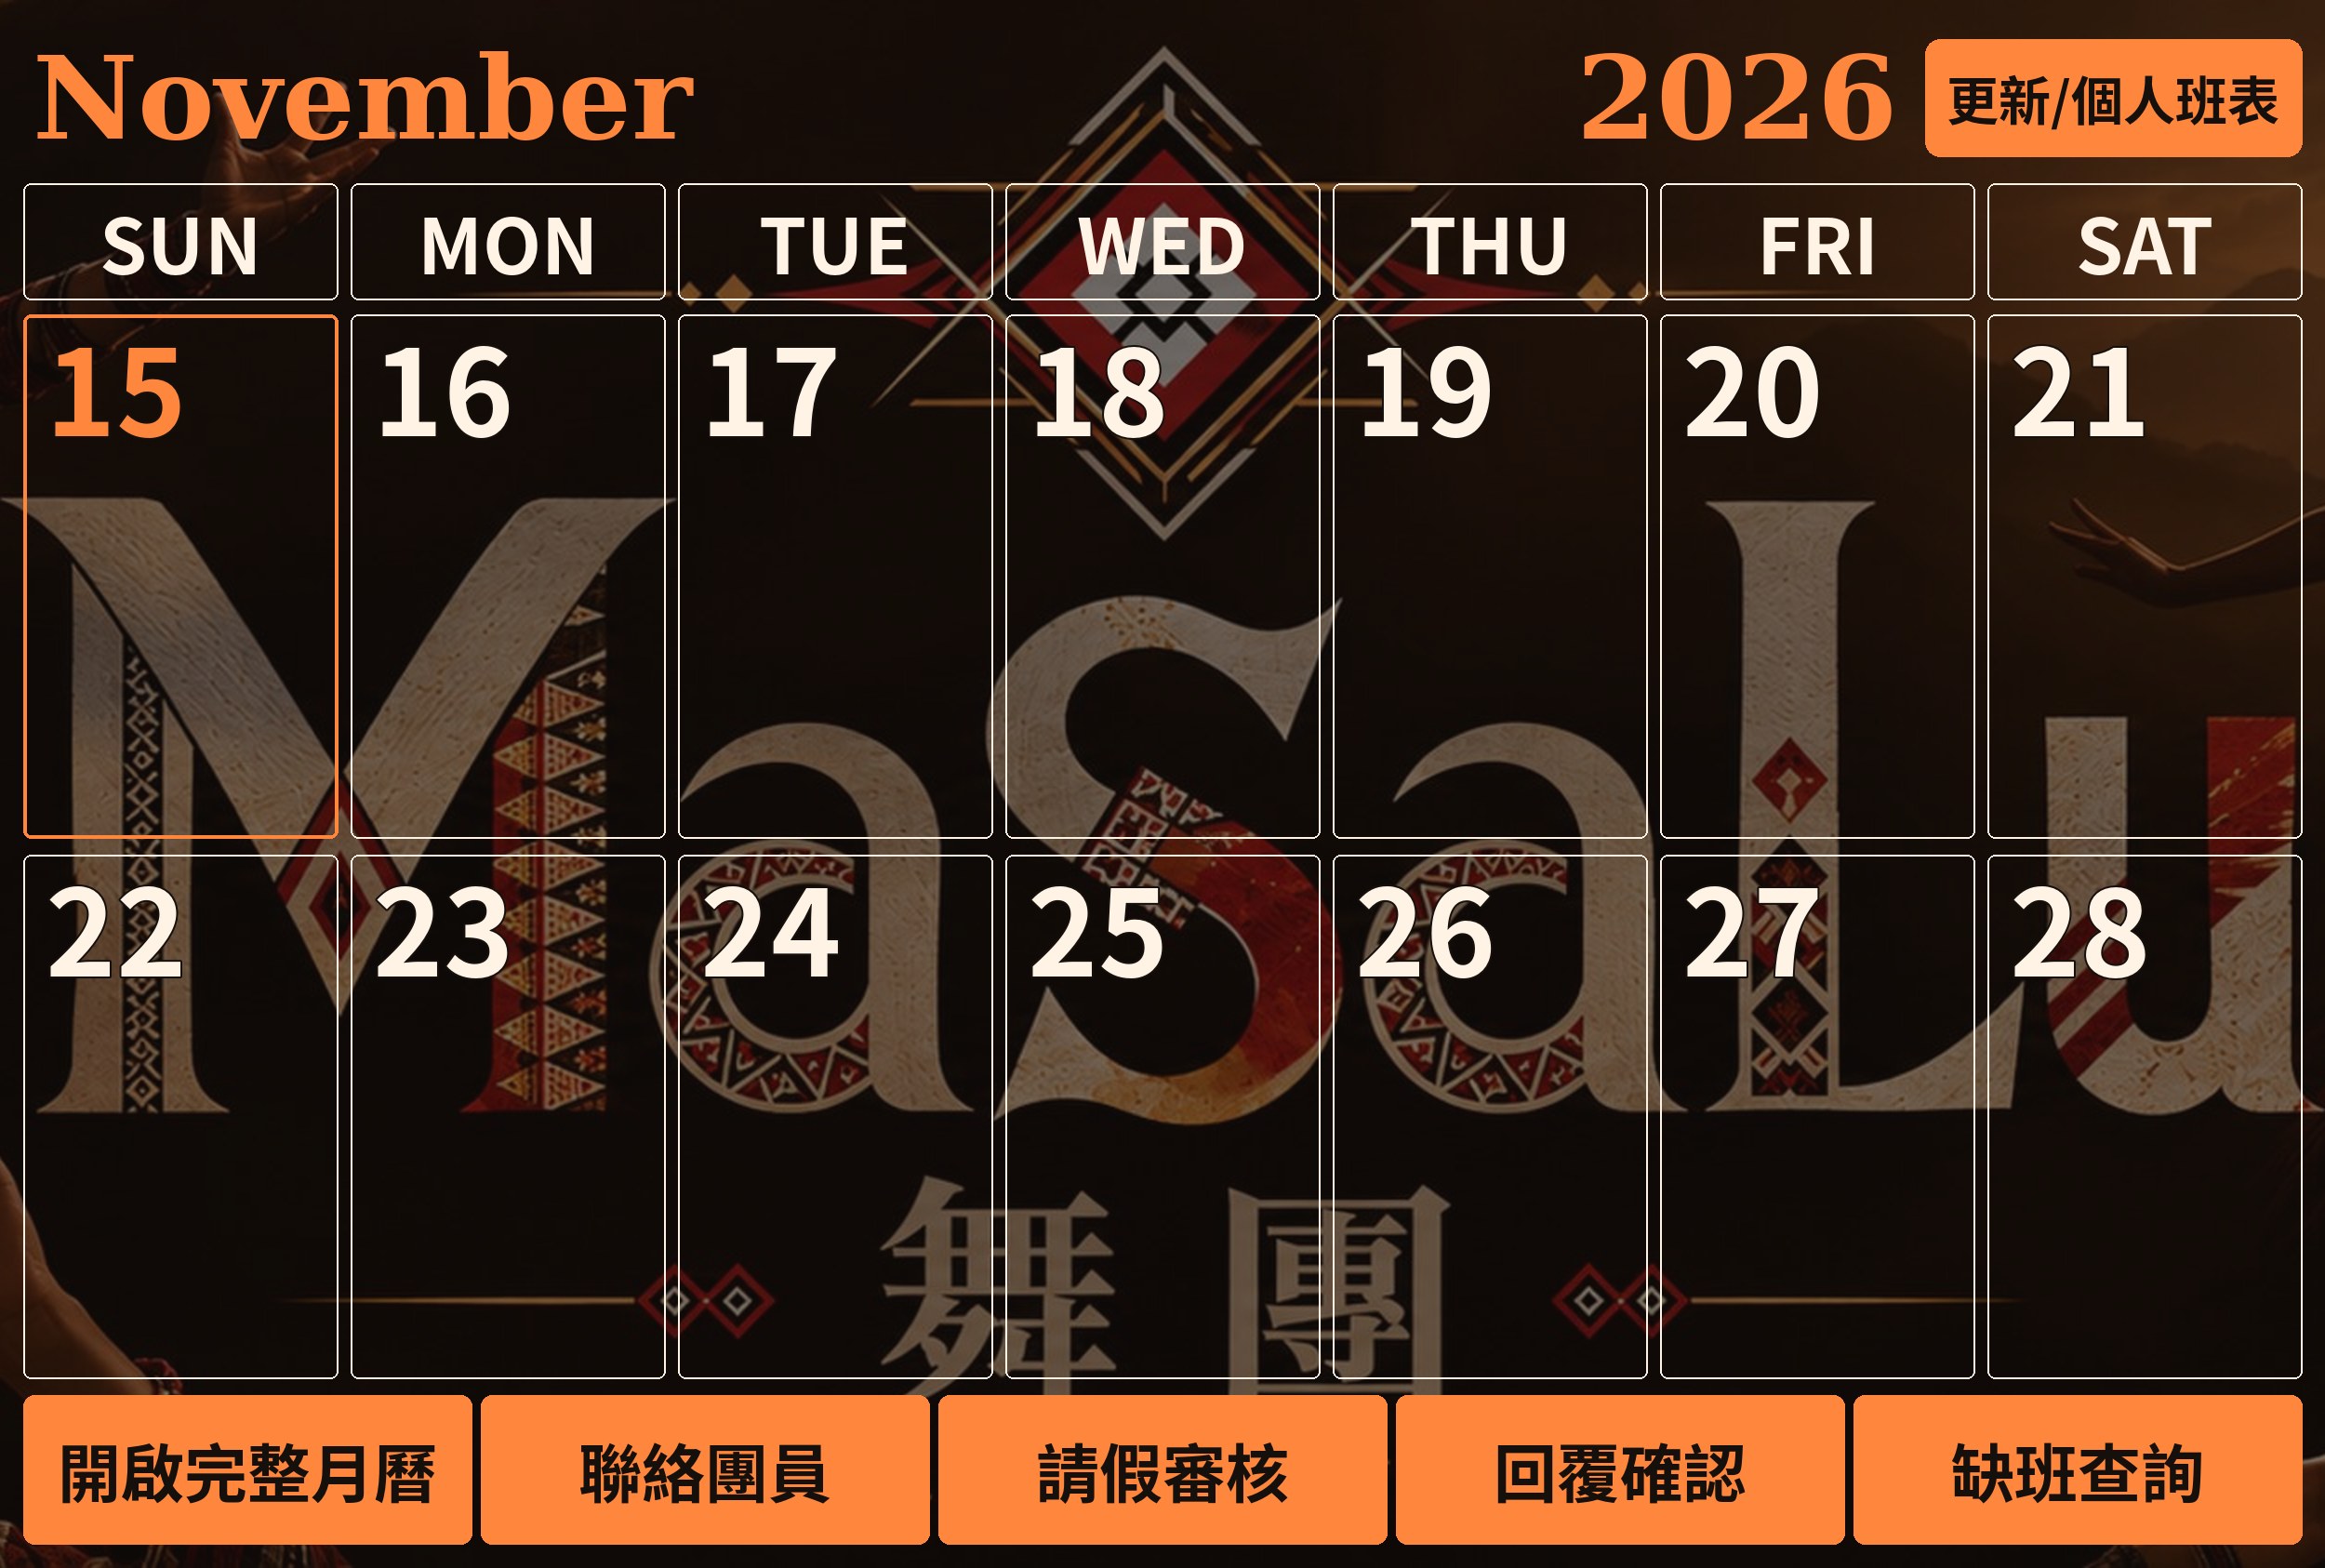 November 2026 更新/個人班表
SUN MON TUE WED THU FRI SAT
15 16 17 18 19 20 21
22 23 24 25 26 27 28
MaSaLu
舞團
開啟完整月曆 聯絡團員 請假審核 回覆確認 缺班查詢